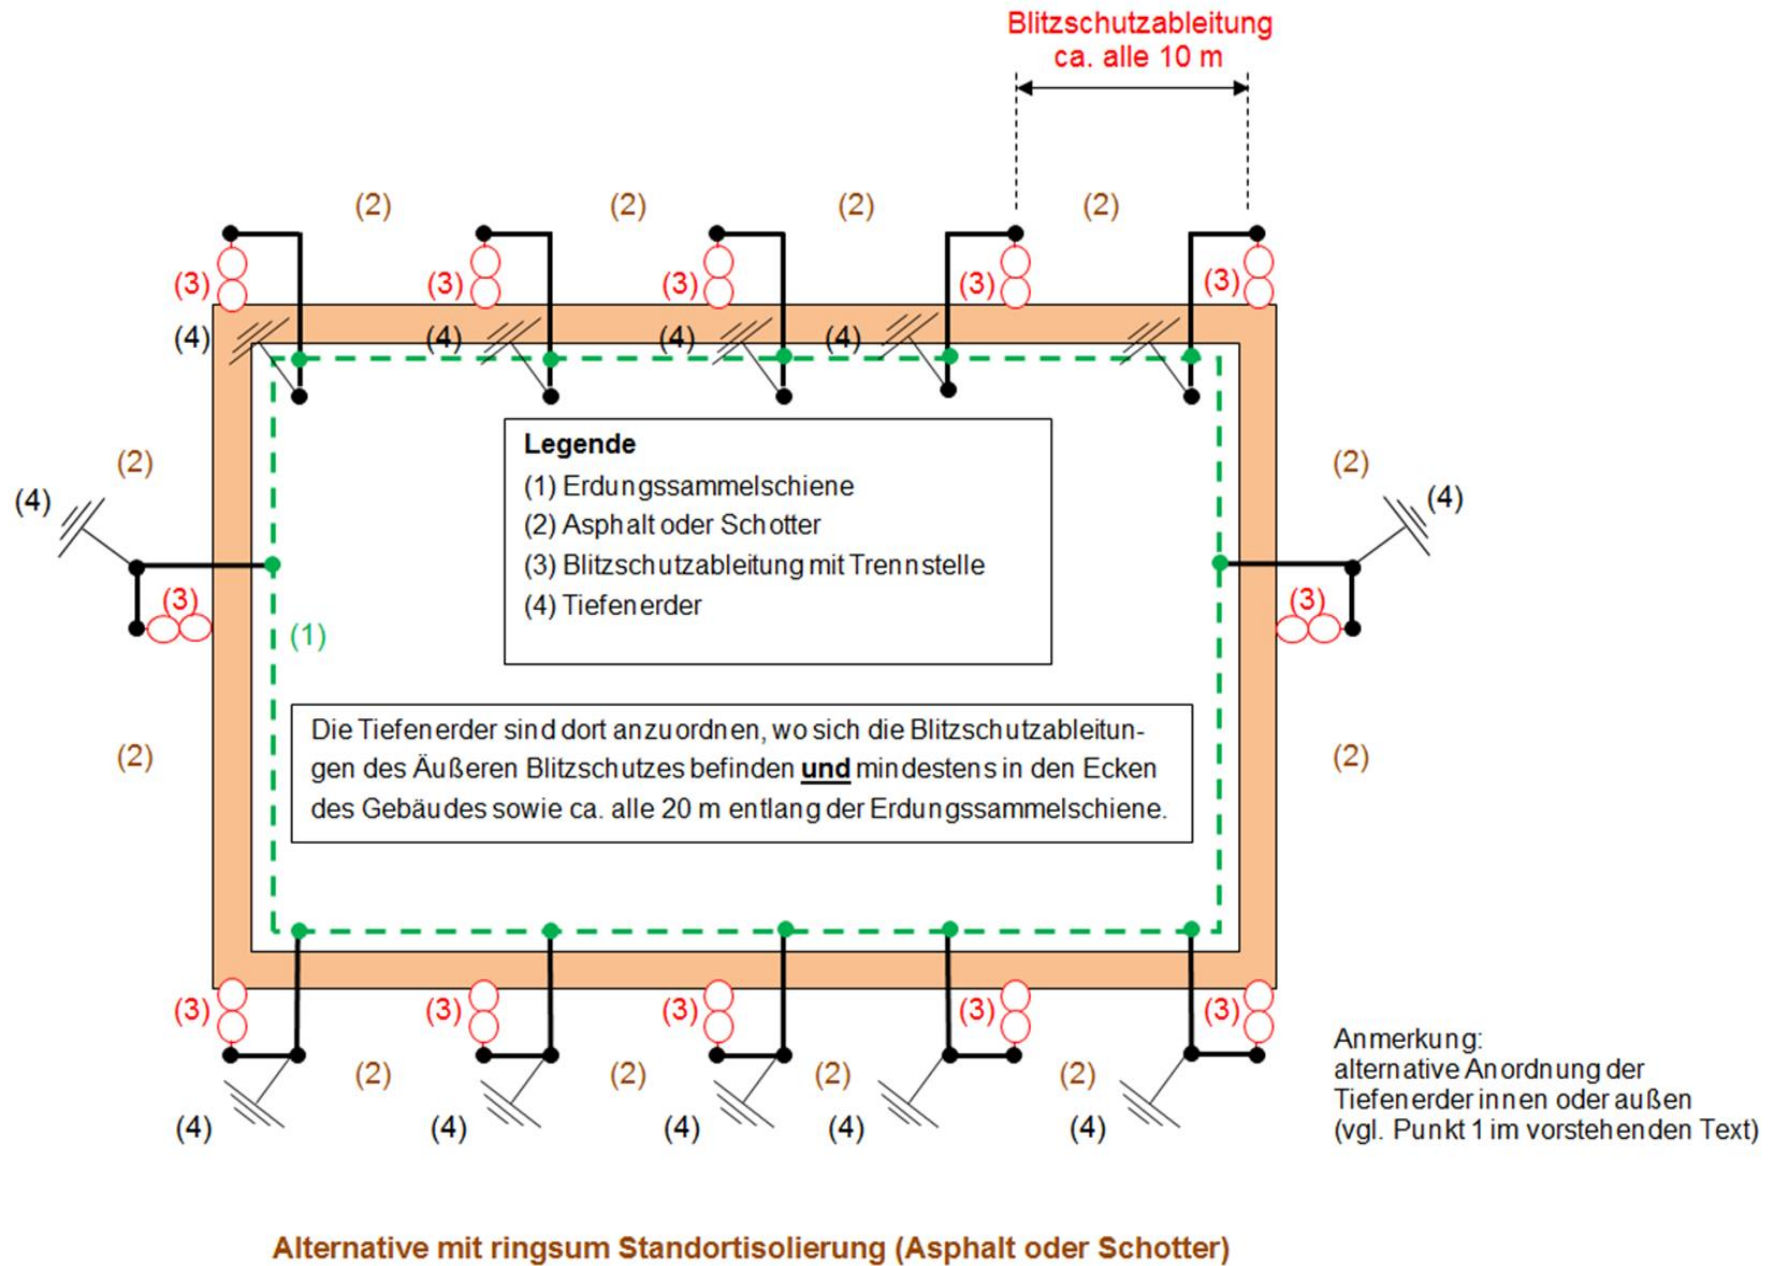 Blitzschutzableitung
ca. alle 10 m
(2) (2) (2) (2)
(3) (3) (3) (3) (3)
(4) (4) (4) (4)
Legende
(1) Erdungssammelschiene
(2) Asphalt oder Schotter
(3) Blitzschutzableitung mit Trennstelle
(4) Tiefenerder
(2) (2)
(4) (4)
(3) (3)
(1)
Die Tiefenerder sind dort anzuordnen, wo sich die Blitzschutzableitun-
gen des Äußeren Blitzschutzes befinden und mindestens in den Ecken
des Gebäudes sowie ca. alle 20 m entlang der Erdungssammelschiene.
(2) (2)
(3) (3) (3) (3) (3)
(2) (2) (2) (2)
(4) (4) (4) (4) (4)
Anmerkung:
alternative Anordnung der
Tiefenerder innen oder außen
(vgl. Punkt 1 im vorstehenden Text)
Alternative mit ringsum Standortisolierung (Asphalt oder Schotter)